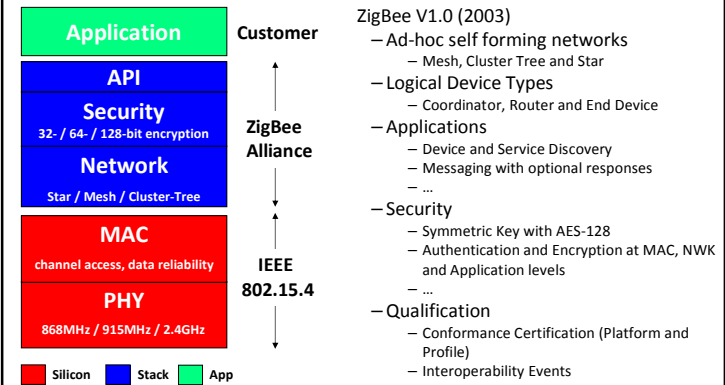 Application
Customer
API
Security
32- / 64- / 128-bit encryption
Network
Star / Mesh / Cluster-Tree
ZigBee
Alliance
MAC
channel access, data reliability
PHY
868MHz / 915MHz / 2.4GHz
IEEE
802.15.4
Silicon
Stack
App
ZigBee V1.0 (2003)
–Ad-hoc self forming networks
– Mesh, Cluster Tree and Star
–Logical Device Types
– Coordinator, Router and End Device
–Applications
– Device and Service Discovery
– Messaging with optional responses
– …
–Security
– Symmetric Key with AES-128
– Authentication and Encryption at MAC, NWK
and Application levels
– …
–Qualification
– Conformance Certification (Platform and
Profile)
– Interoperability Events